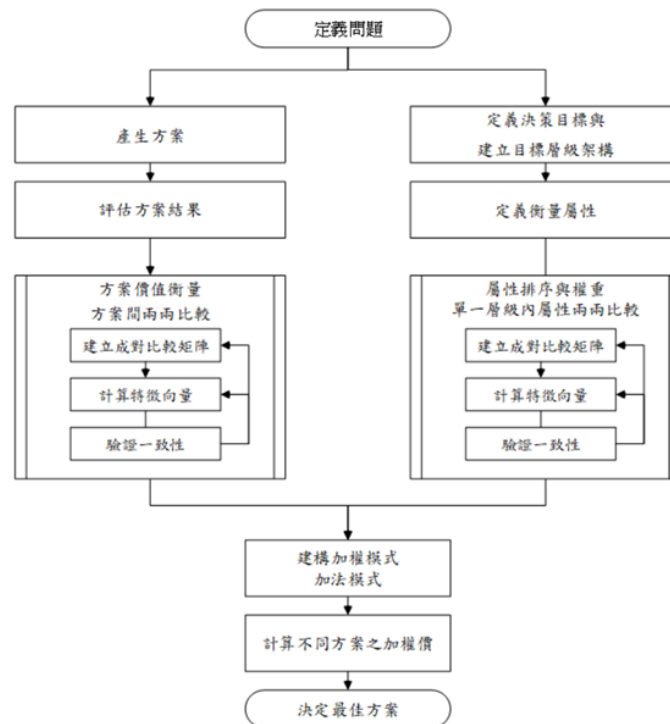 定義問題
產生方案
定義決策目標與
建立目標層級架構
評估方案結果
定義衡量屬性
方案價值衡量
方案間兩兩比較
建立成對比較矩陣
計算特徵向量
驗證一致性
屬性排序與權重
單一層級內屬性兩兩比較
建立成對比較矩陣
計算特徵向量
驗證一致性
建構加權模式
加法模式
計算不同方案之加權價
決定最佳方案